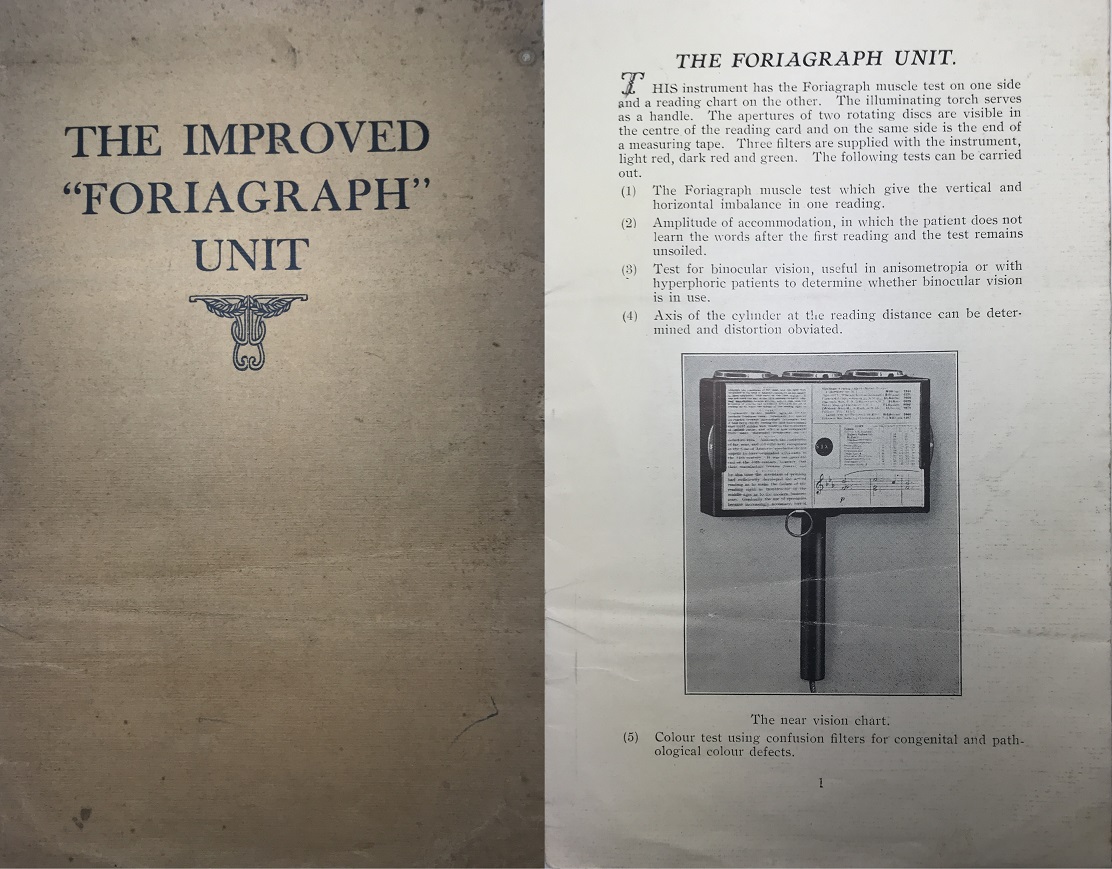 THE IMPROVED
“FORIAGRAPH”
UNIT
THE FORIAGRAPH UNIT.
THIS instrument has the Foriagraph muscle test on one side
and a reading chart on the other. The illuminating torch serves
as a handle. The apertures of two rotating discs are visible in
the centre of the reading card and on the same side is the end of
a measuring tape. Three filters are supplied with the instrument,
light red, dark red and green. The following tests can be carried
out.
(1) The Foriagraph muscle test which give the vertical and
horizontal imbalance in one reading.
(2) Amplitude of accommodation, in which the patient does not
learn the words after the first reading and the test remains
unsoiled.
(3) Test for binocular vision, useful in anisometropia or with
hyperphoric patients to determine whether binocular vision
is in use.
(4) Axis of the cylinder at the reading distance can be deter-
mined and distortion obviated.
The near vision chart.
(5) Colour test using confusion filters for congenital and path-
ological colour defects.
1